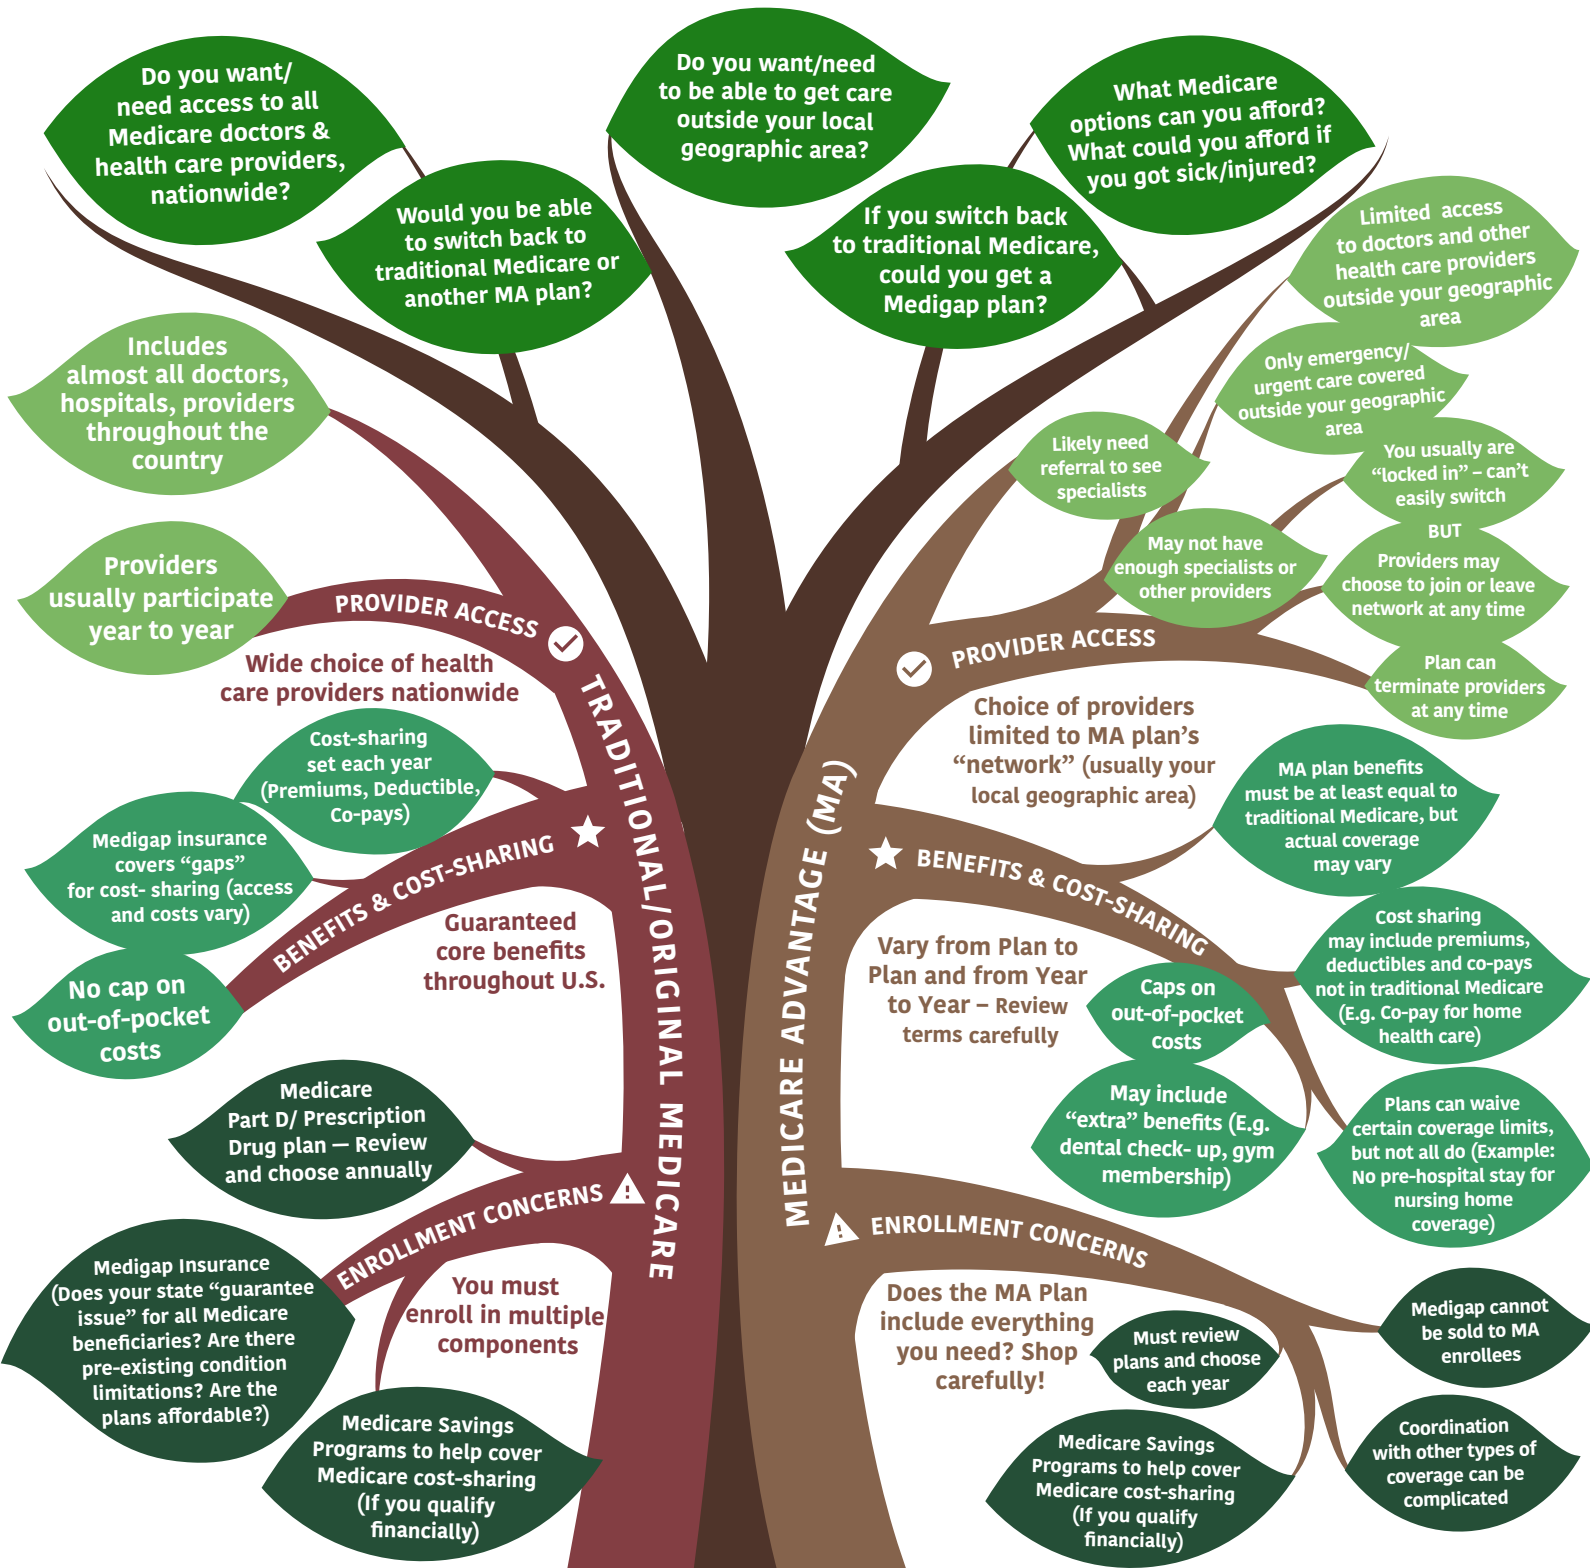 Do you want/
need access to all
Medicare doctors &
health care providers,
nationwide?
Would you be able
to switch back to
traditional Medicare or
another MA plan?
Do you want/need
to be able to get care
outside your local
geographic area?
If you switch back
to traditional Medicare,
could you get a
Medigap plan?
What Medicare
options can you afford?
What could you afford if
you got sick/injured?
TRADITIONAL/ORIGINAL MEDICARE
PROVIDER ACCESS
Includes
almost all doctors,
hospitals, providers
throughout the
country
Providers
usually participate
year to year
Wide choice of health
care providers nationwide
BENEFITS & COST-SHARING
Cost-sharing
set each year
(Premiums, Deductible,
Co-pays)
Medigap insurance
covers “gaps”
for cost- sharing (access
and costs vary)
No cap on
out-of-pocket
costs
Guaranteed
core benefits
throughout U.S.
ENROLLMENT CONCERNS
Medicare
Part D/ Prescription
Drug plan — Review
and choose annually
Medigap Insurance
(Does your state “guarantee
issue” for all Medicare
beneficiaries? Are there
pre-existing condition
limitations? Are the
plans affordable?)
You must
enroll in multiple
components
Medicare Savings
Programs to help cover
Medicare cost-sharing
(If you qualify
financially)
MEDICARE ADVANTAGE (MA)
PROVIDER ACCESS
Limited access
to doctors and other
health care providers
outside your geographic
area
Only emergency/
urgent care covered
outside your geographic
area
Likely need
referral to see
specialists
You usually are
“locked in” – can’t
easily switch
BUT
Providers may
choose to join or leave
network at any time
May not have
enough specialists or
other providers
Plan can
terminate providers
at any time
Choice of providers
limited to MA plan’s
“network” (usually your
local geographic area)
BENEFITS & COST-SHARING
MA plan benefits
must be at least equal to
traditional Medicare, but
actual coverage
may vary
Cost sharing
may include premiums,
deductibles and co-pays
not in traditional Medicare
(E.g. Co-pay for home
health care)
Vary from Plan to
Plan and from Year
to Year – Review
terms carefully
Caps on
out-of-pocket
costs
May include
“extra” benefits (E.g.
dental check- up, gym
membership)
Plans can waive
certain coverage limits,
but not all do (Example:
No pre-hospital stay for
nursing home
coverage)
ENROLLMENT CONCERNS
Does the MA Plan
include everything
you need? Shop
carefully!
Must review
plans and choose
each year
Medigap cannot
be sold to MA
enrollees
Medicare Savings
Programs to help cover
Medicare cost-sharing
(If you qualify
financially)
Coordination
with other types of
coverage can be
complicated